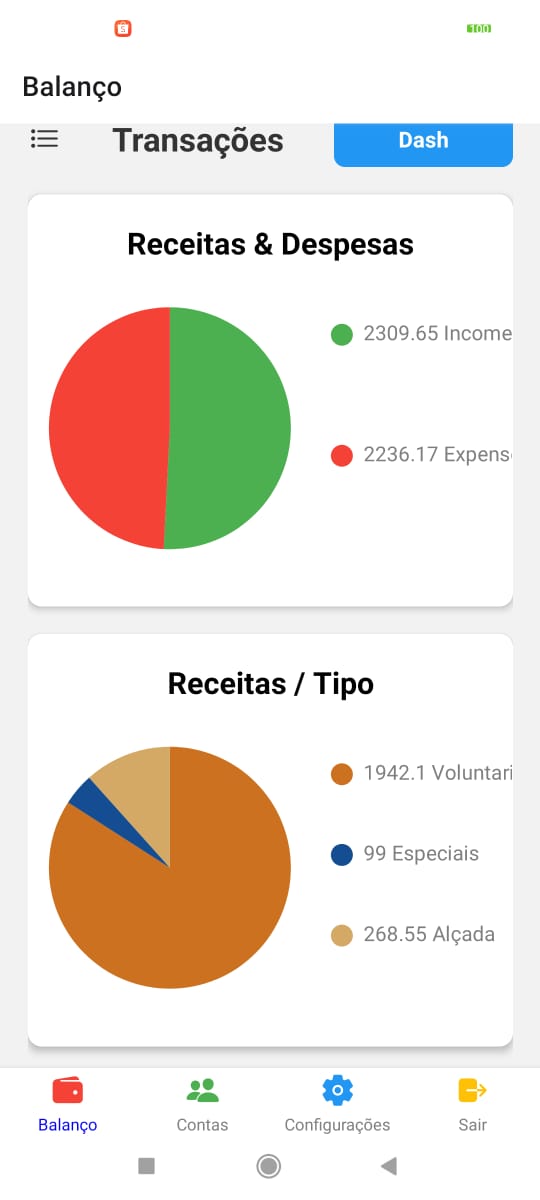 100
Balanço
Transações
Dash
Receitas & Despesas
2309.65 Income
2236.17 Expens
Receitas / Tipo
1942.1 Voluntari
99 Especiais
268.55 Alçada
Balanço
Contas
Configurações
Sair